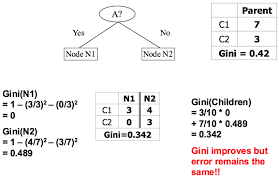 A?
Yes No
Node N1 Node N2
Parent
C1 7
C2 3
Gini = 0.42
Gini(N1)
= 1 – (3/3)² – (0/3)²
= 0
Gini(N2)
= 1 – (4/7)² – (3/7)²
= 0.489
N1 N2
C1 3 4
C2 0 3
Gini=0.342
Gini(Children)
= 3/10 * 0
+ 7/10 * 0.489
= 0.342
Gini improves but
error remains the
same!!